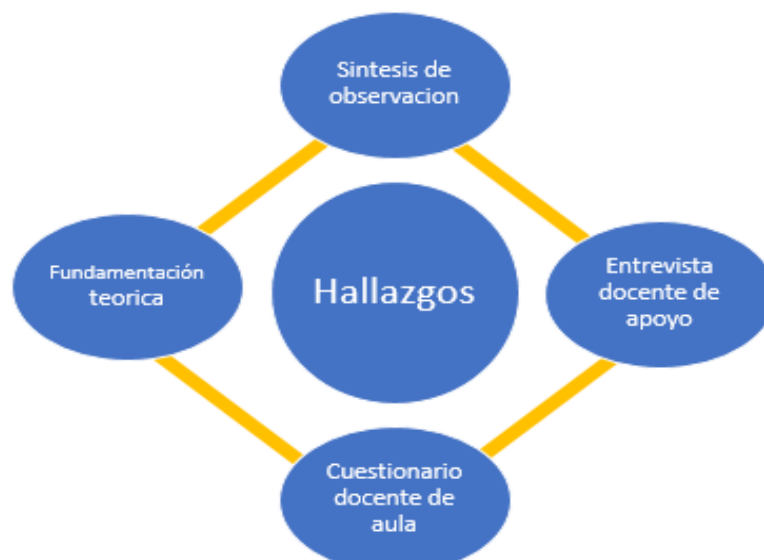 Sintesis de
observacion
Fundamentación
teorica
Hallazgos
Entrevista
docente de
apoyo
Cuestionario
docente de
aula